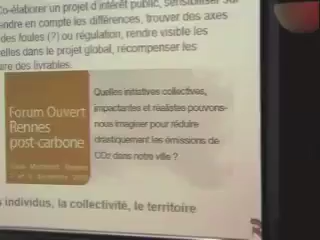 Co-élaborer un projet d'intérêt public, sensibiliser sur
endre en compte les différences, trouver des axes
des foules (?) ou régulation, rendre visible les
elles dans le projet global, récompenser les
ire des livrables.
Forum Ouvert
Rennes
post-carbone
Quelles initiatives collectives,
impactantes et réalistes pouvons-
nous imaginer pour réduire
drastiquement les émissions de
CO2 dans notre ville ?
s individus, la collectivité, le territoire